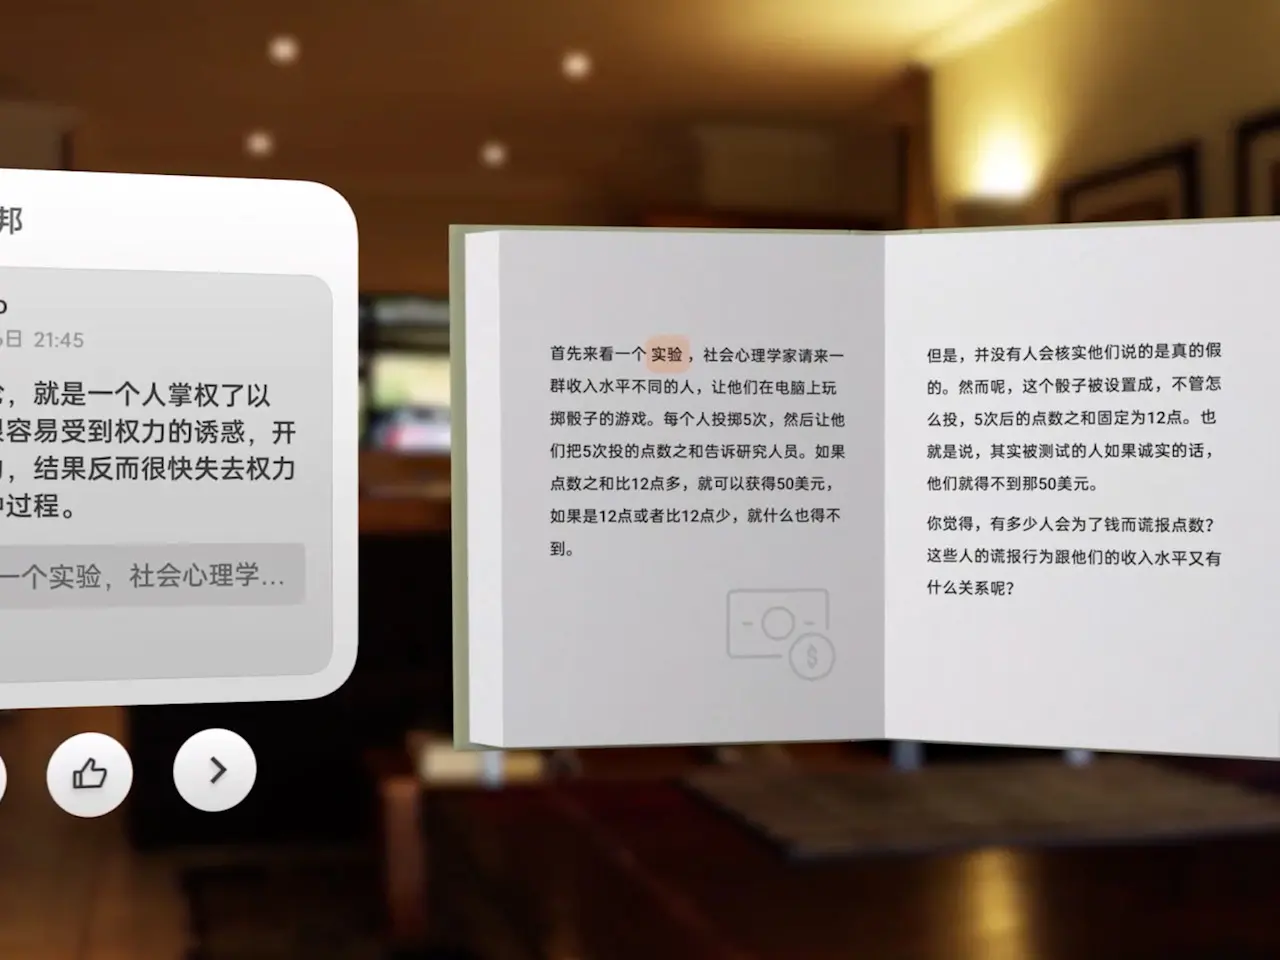 邦
日 21:45
，就是一个人掌权了以
容易受到权力的诱惑，开
，结果反而很快失去权力
过程。
一个实验，社会心理学...
首先来看一个实验，社会心理学家请来一
群收入水平不同的人，让他们在电脑上玩
掷骰子的游戏。每个人投掷5次，然后让他
们把5次投的点数之和告诉研究人员。如果
点数之和比12点多，就可以获得50美元，
如果是12点或者比12点少，就什么也得不
到。
但是，并没有人会核实他们说的是真的假
的。然而呢，这个骰子被设置成，不管怎
么投，5次后的点数之和固定为12点。也
就是说，其实被测试的人如果诚实的话，
他们就得不到那50美元。
你觉得，有多少人会为了钱而谎报点数？
这些人的谎报行为跟他们的收入水平又有
什么关系呢？